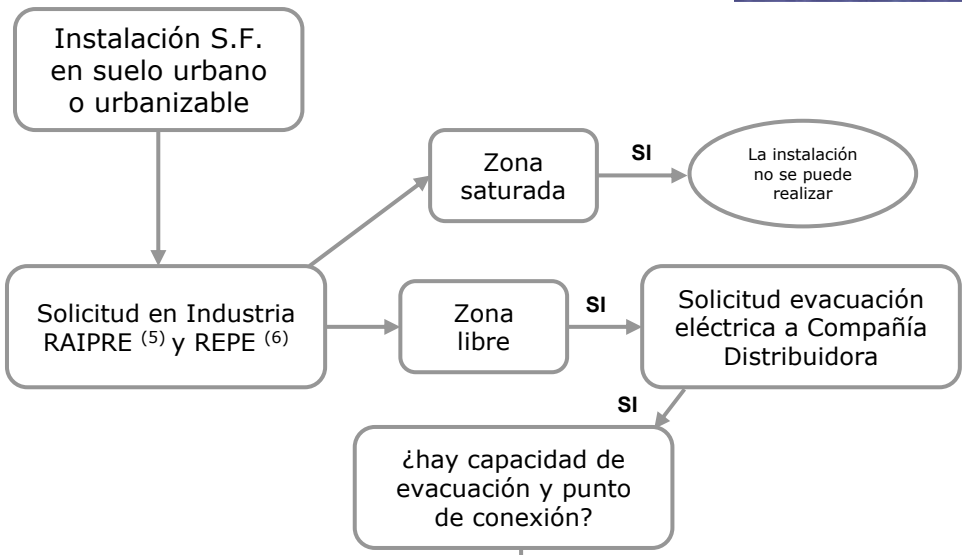 Instalación S.F.
en suelo urbano
o urbanizable
Zona
saturada
SI
La instalación
no se puede
realizar
Solicitud en Industria
RAIPRE (5) y REPE (6)
Zona
libre
SI
Solicitud evacuación
eléctrica a Compañía
Distribuidora
SI
¿hay capacidad de
evacuación y punto
de conexión?